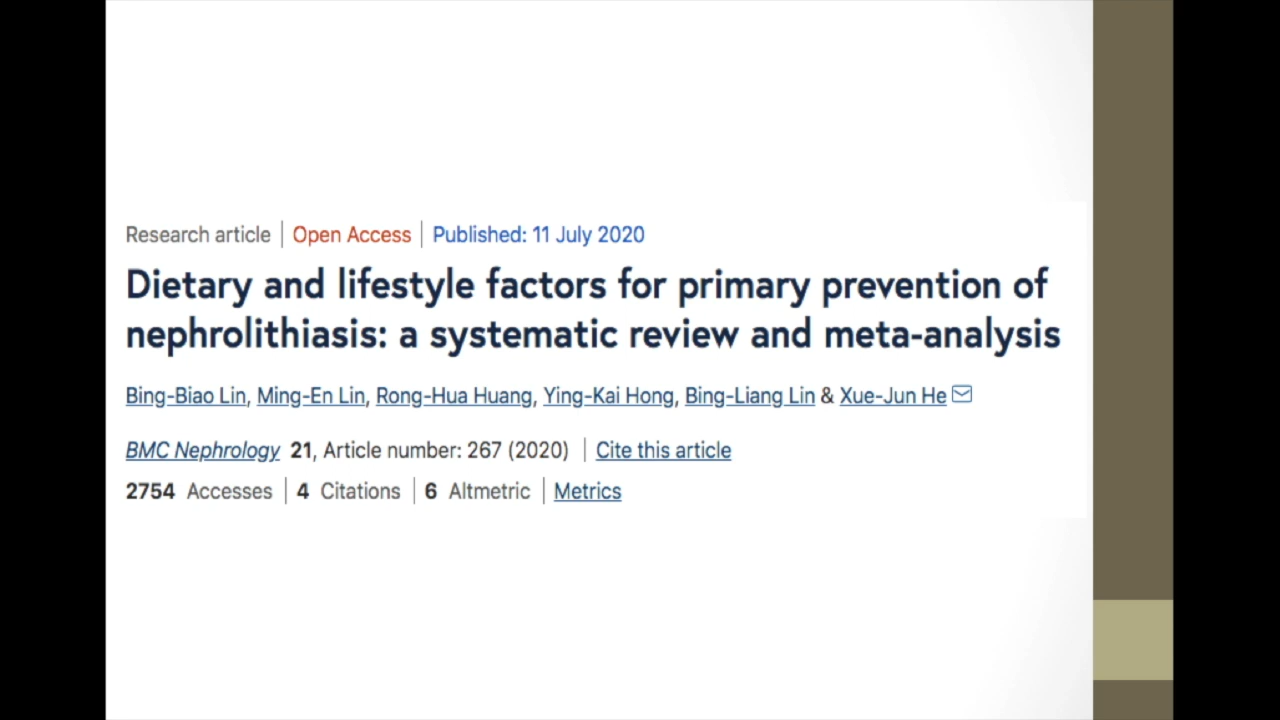 Research article | Open Access | Published: 11 July 2020
Dietary and lifestyle factors for primary prevention of
nephrolithiasis: a systematic review and meta-analysis
Bing-Biao Lin, Ming-En Lin, Rong-Hua Huang, Ying-Kai Hong, Bing-Liang Lin & Xue-Jun He
BMC Nephrology 21, Article number: 267 (2020) | Cite this article
2754 Accesses | 4 Citations | 6 Altmetric | Metrics